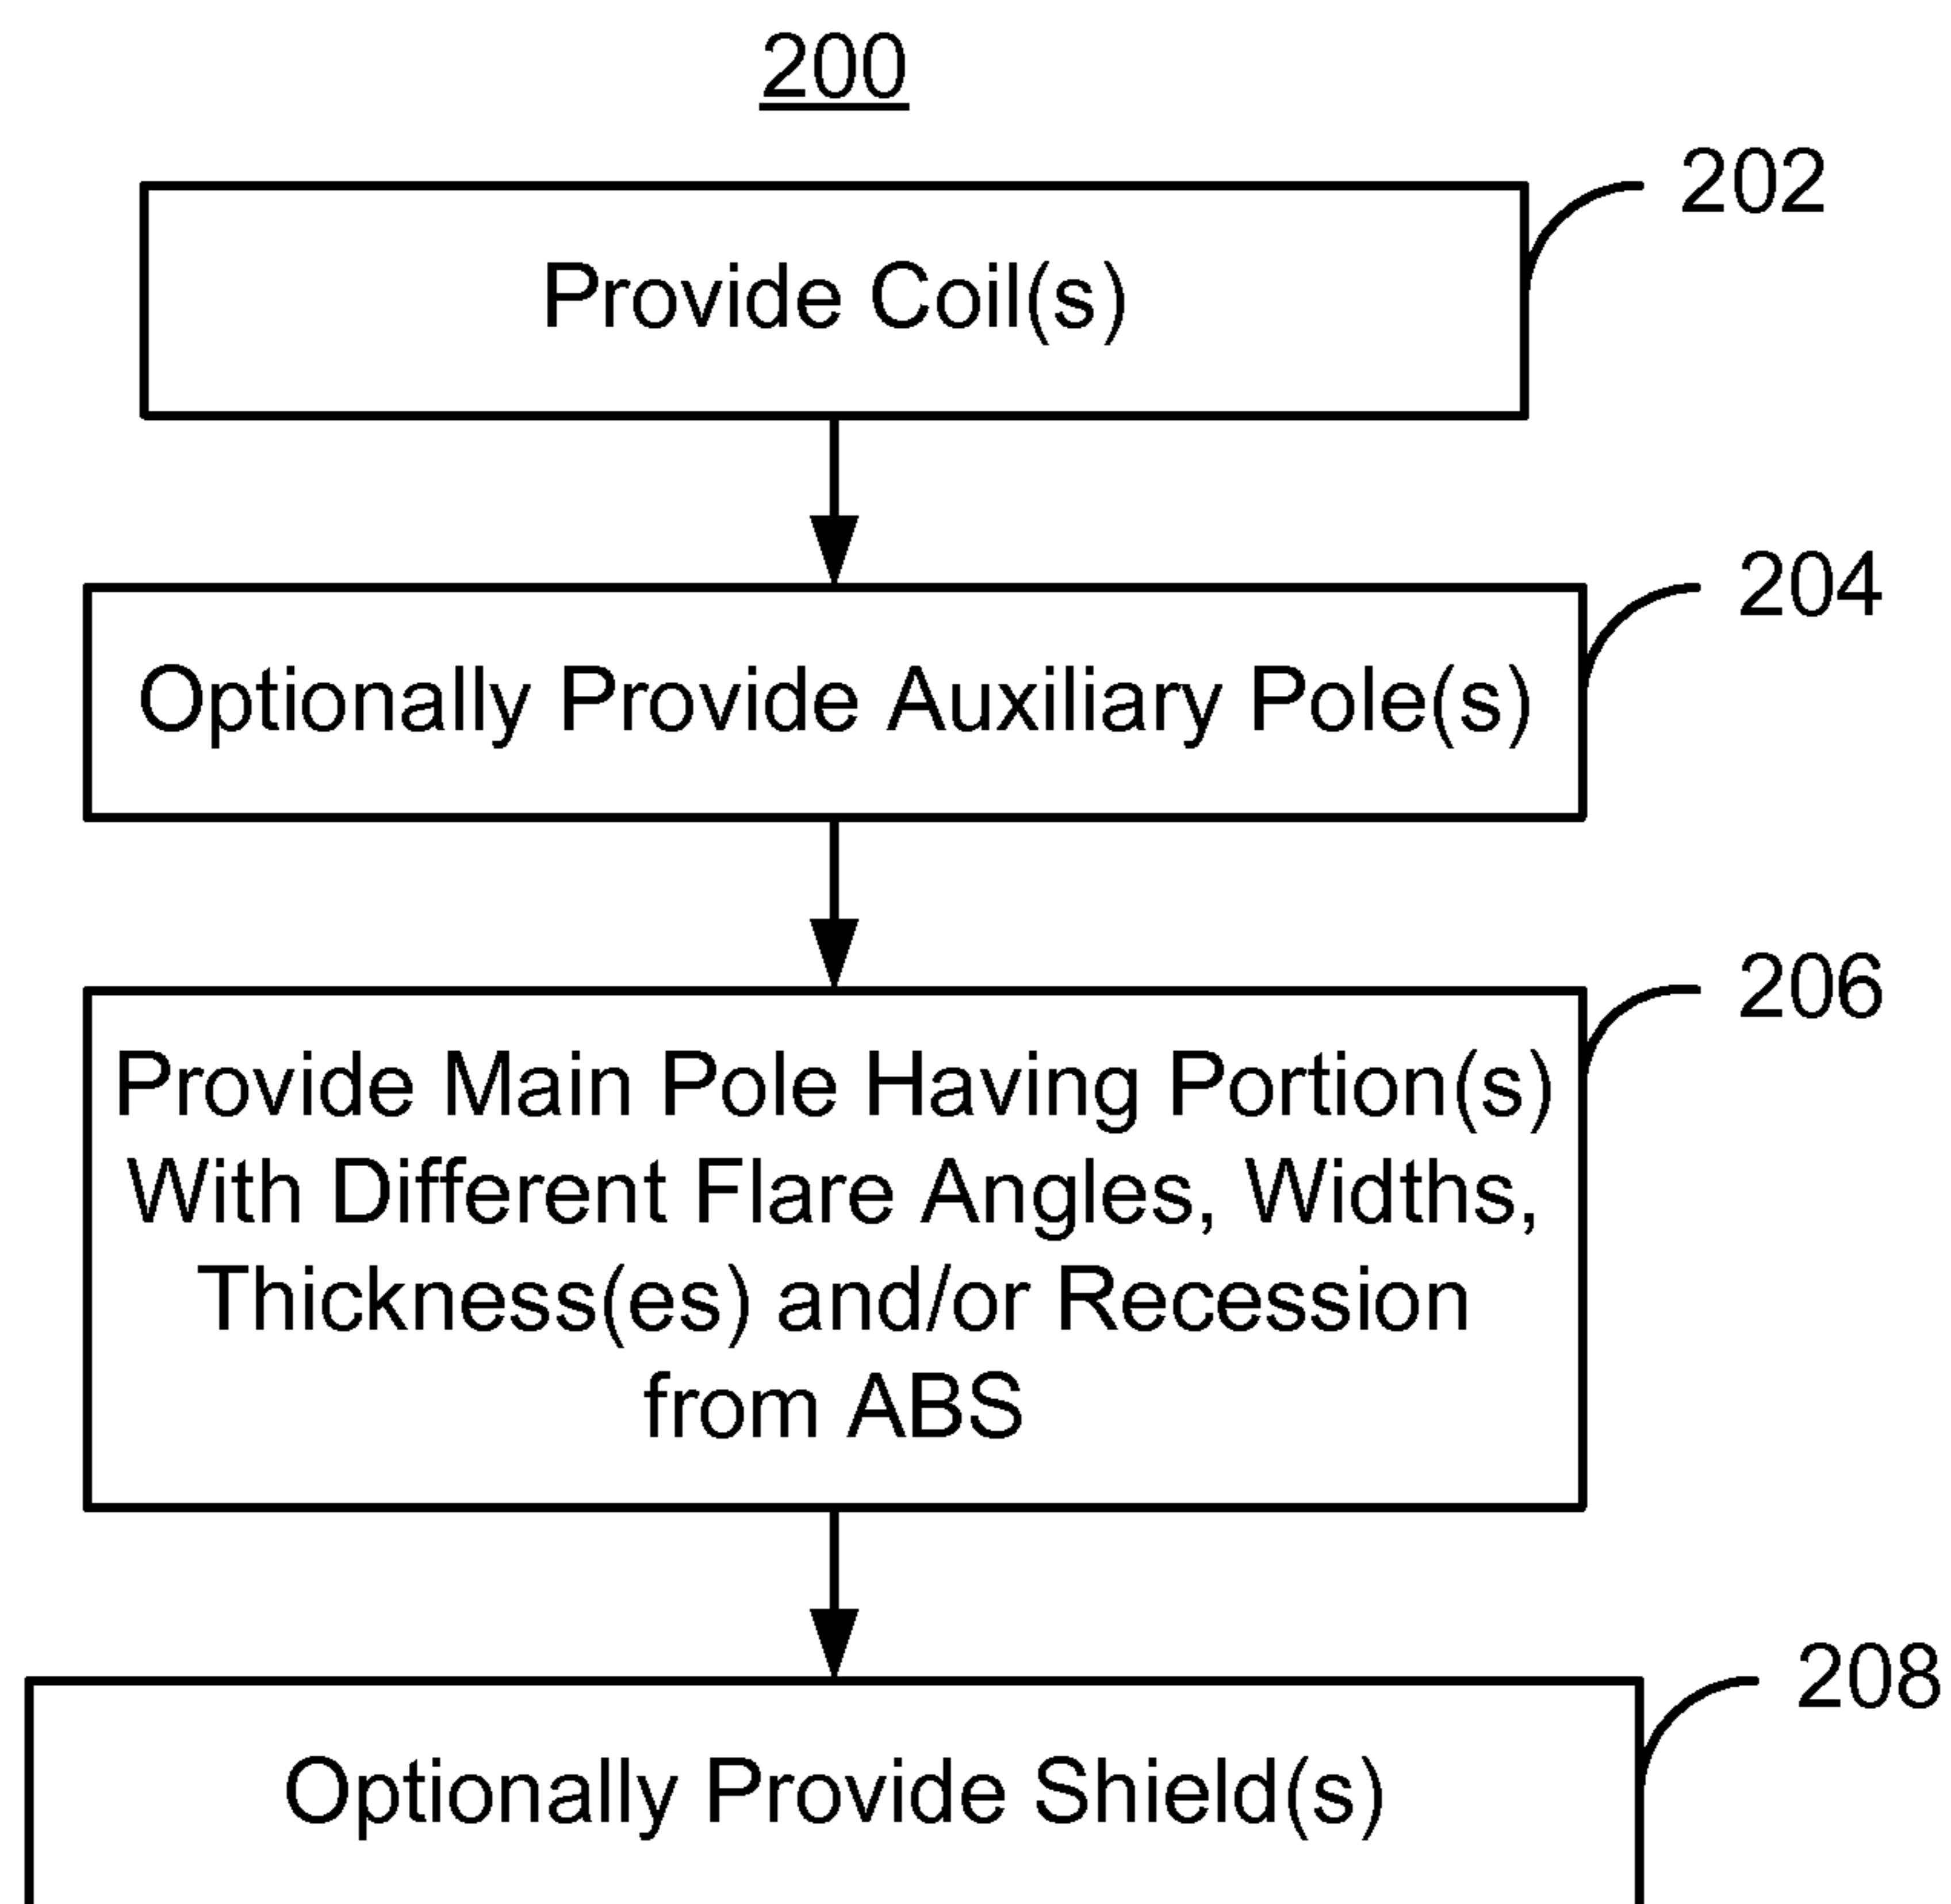 200
202
Provide Coil(s)
204
Optionally Provide Auxiliary Pole(s)
206
Provide Main Pole Having Portion(s)
With Different Flare Angles, Widths,
Thickness(es) and/or Recession
from ABS
208
Optionally Provide Shield(s)